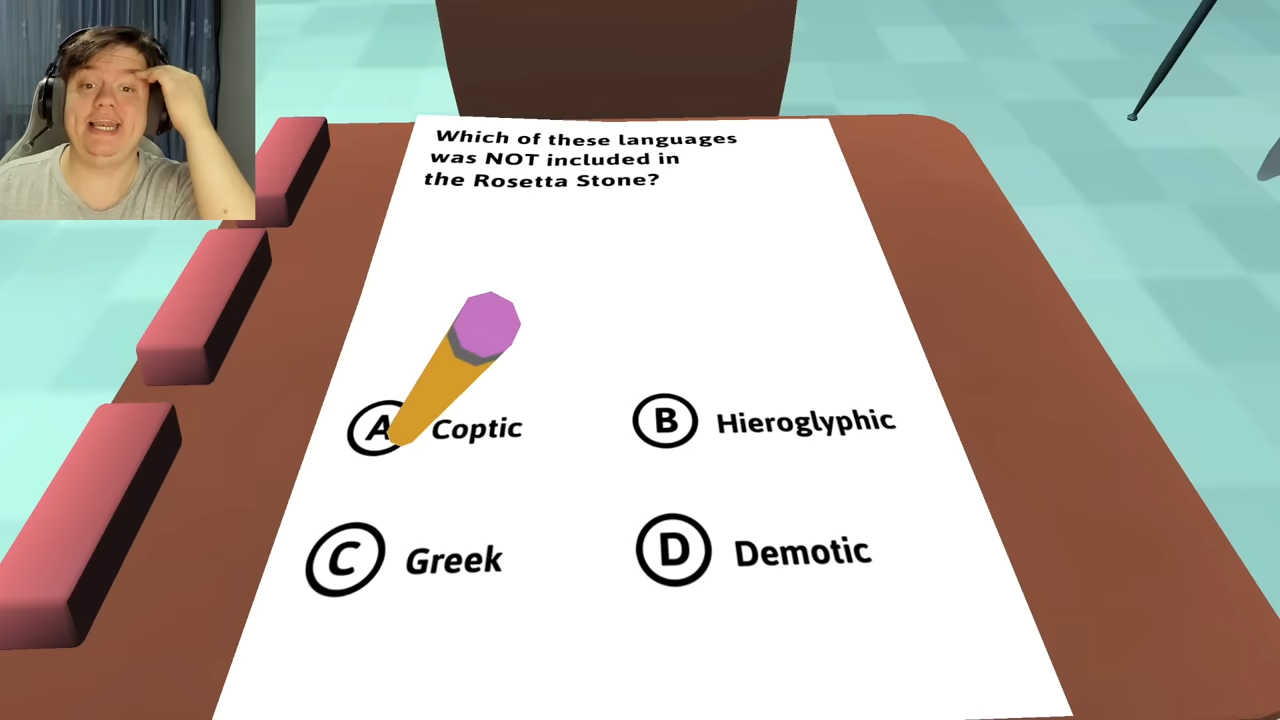 Which of these languages
was NOT included in
the Rosetta Stone?
A Coptic
B Hieroglyphic
C Greek
D Demotic